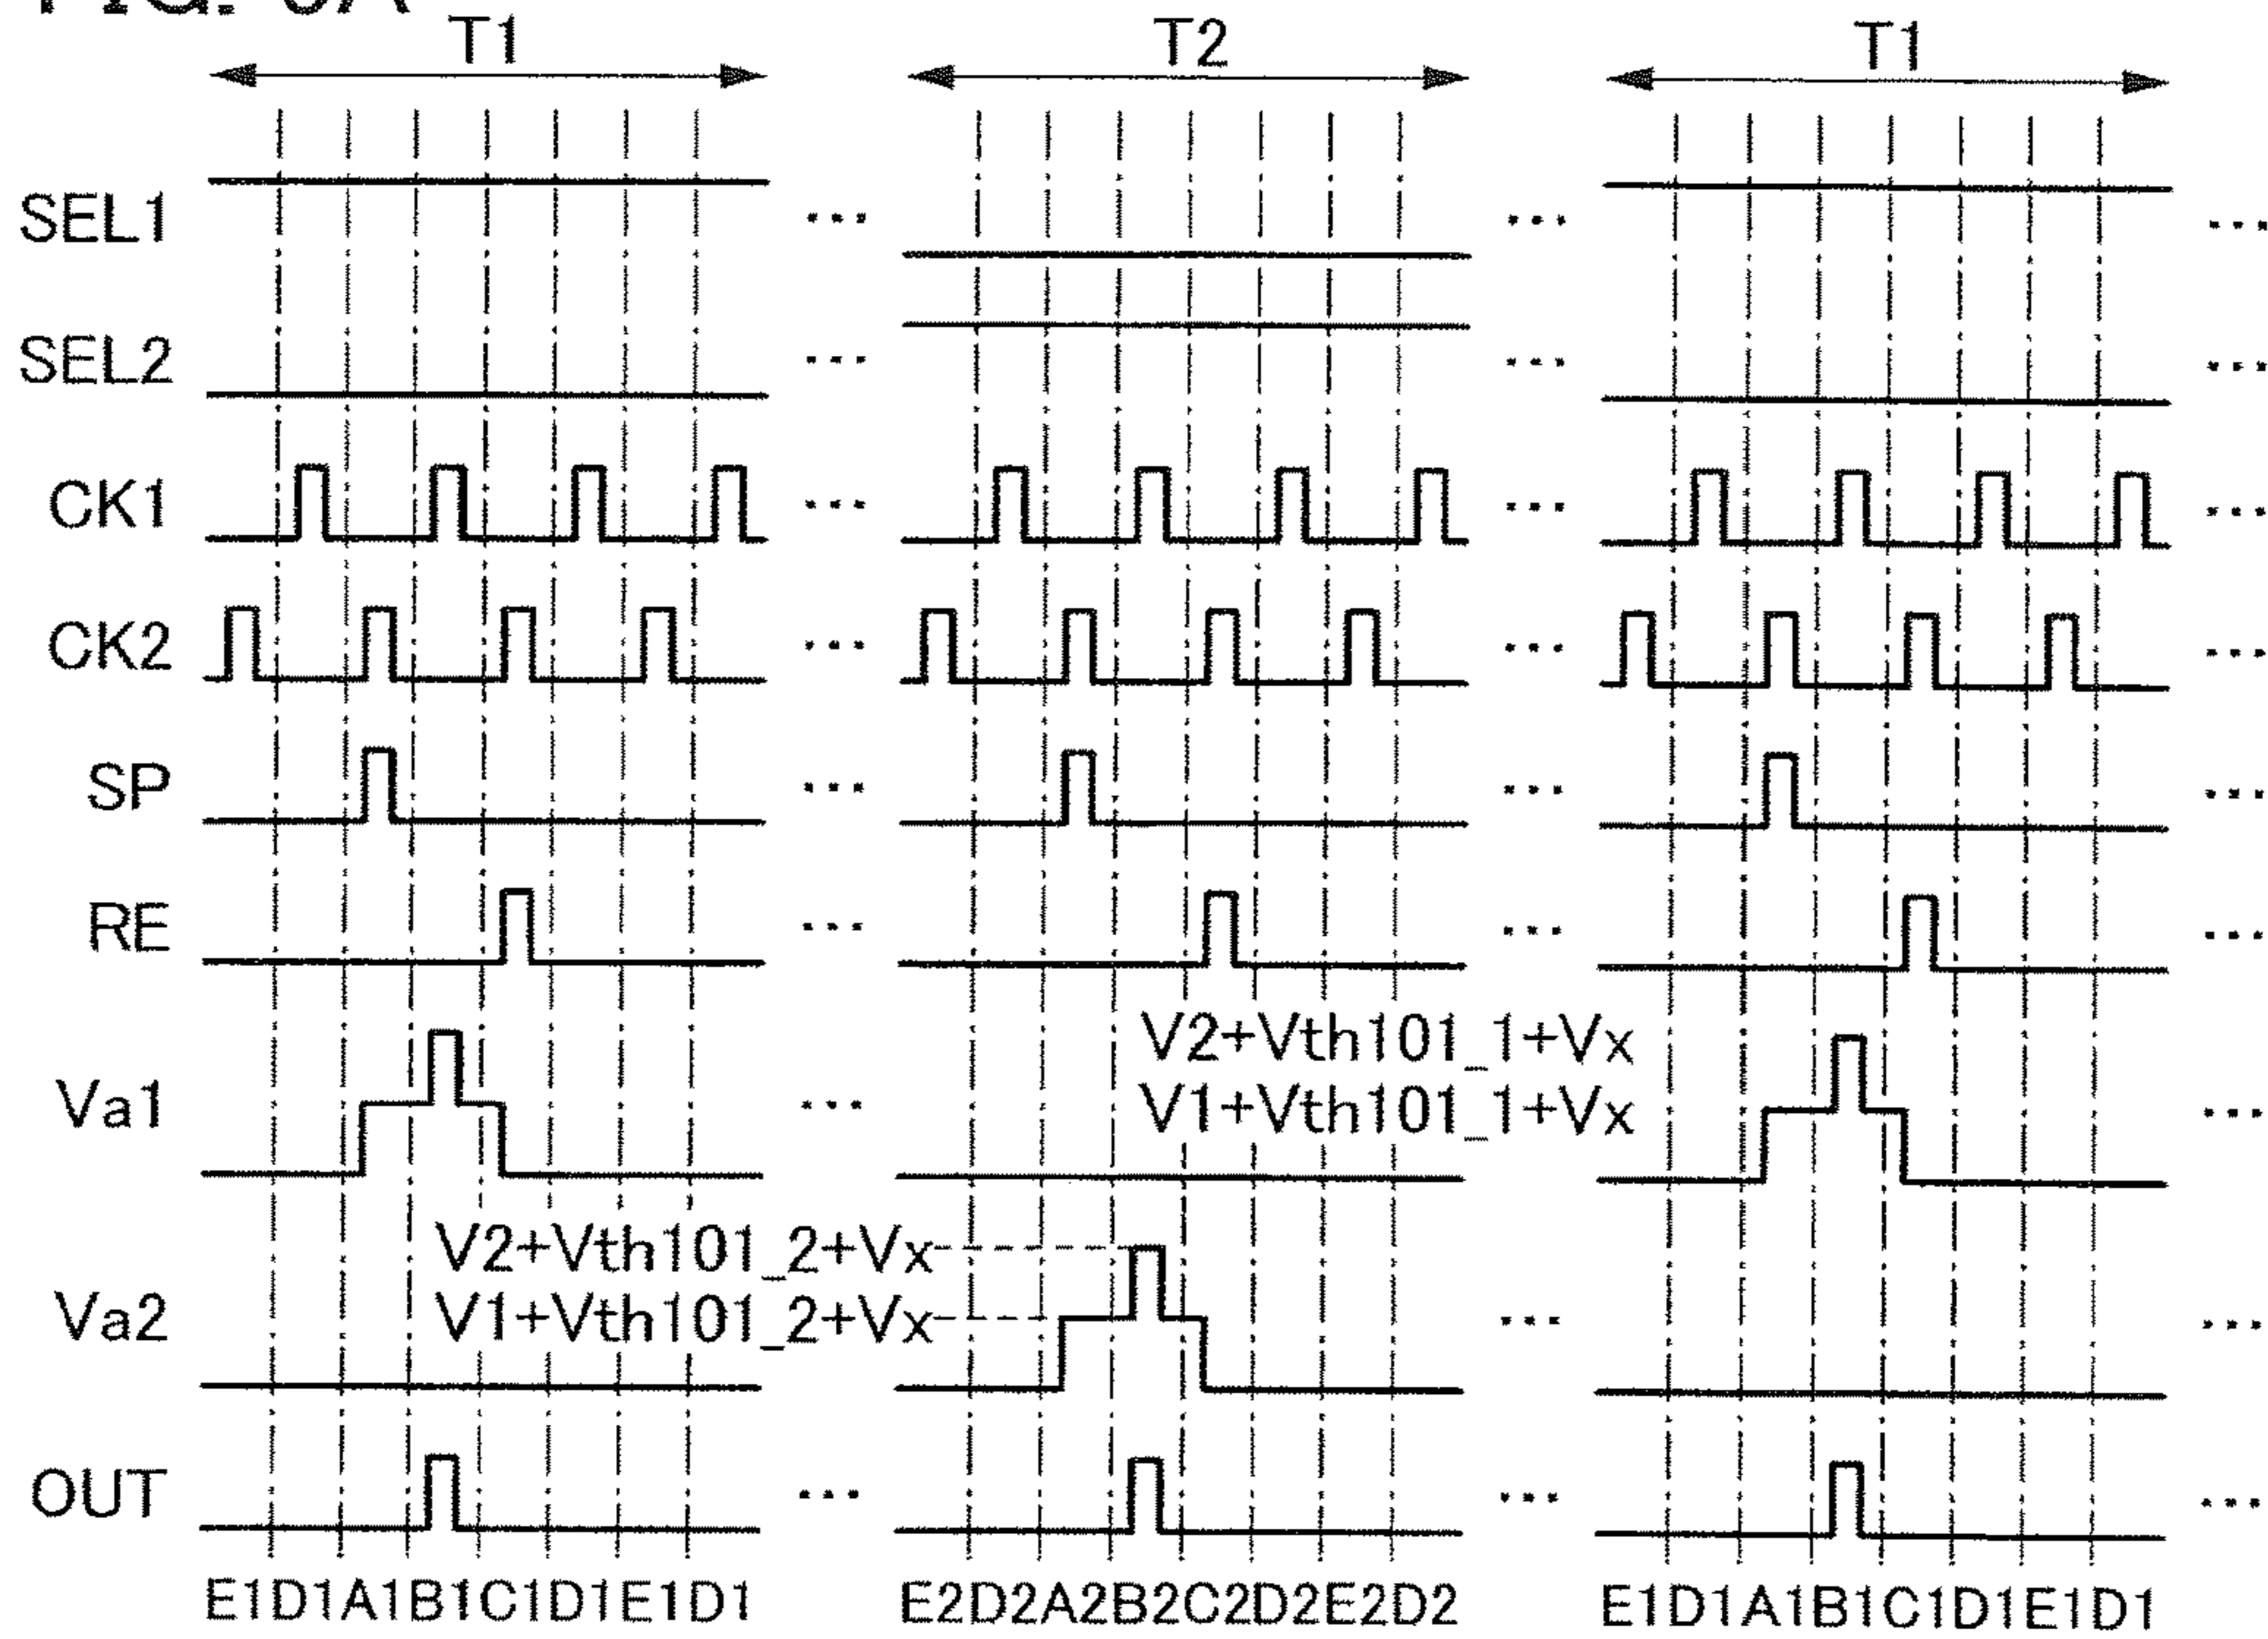 T1 T2 T1
SEL1
SEL2
CK1
CK2
SP
RE
V2+Vth101_1+Vx
Va1 V1+Vth101_1+Vx
V2+Vth101_2+Vx
Va2 V1+Vth101_2+Vx
OUT
E1D1A1B1C1D1E1D1 E2D2A2B2C2D2E2D2 E1D1A1B1C1D1E1D1